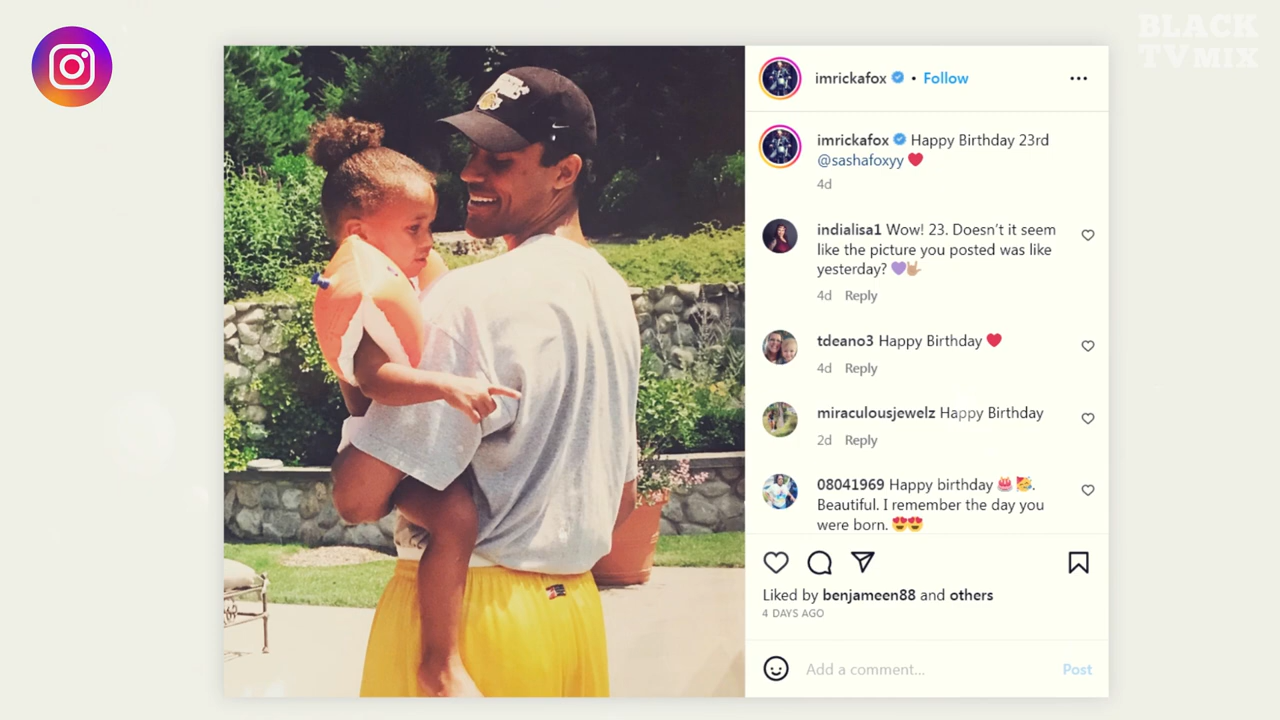 BLACK
TVMIX
imrickafox • Follow
imrickafox Happy Birthday 23rd
@sashafoxyy ❤️
4d
indialisa1 Wow! 23. Doesn't it seem
like the picture you posted was like
yesterday? 💜🤟🏽
4d Reply
tdeano3 Happy Birthday ❤️
4d Reply
miraculousjewelz Happy Birthday
2d Reply
08041969 Happy birthday 🎂 🥳.
Beautiful. I remember the day you
were born. 😍😍
Liked by benjameen88 and others
4 DAYS AGO
Add a comment...
Post